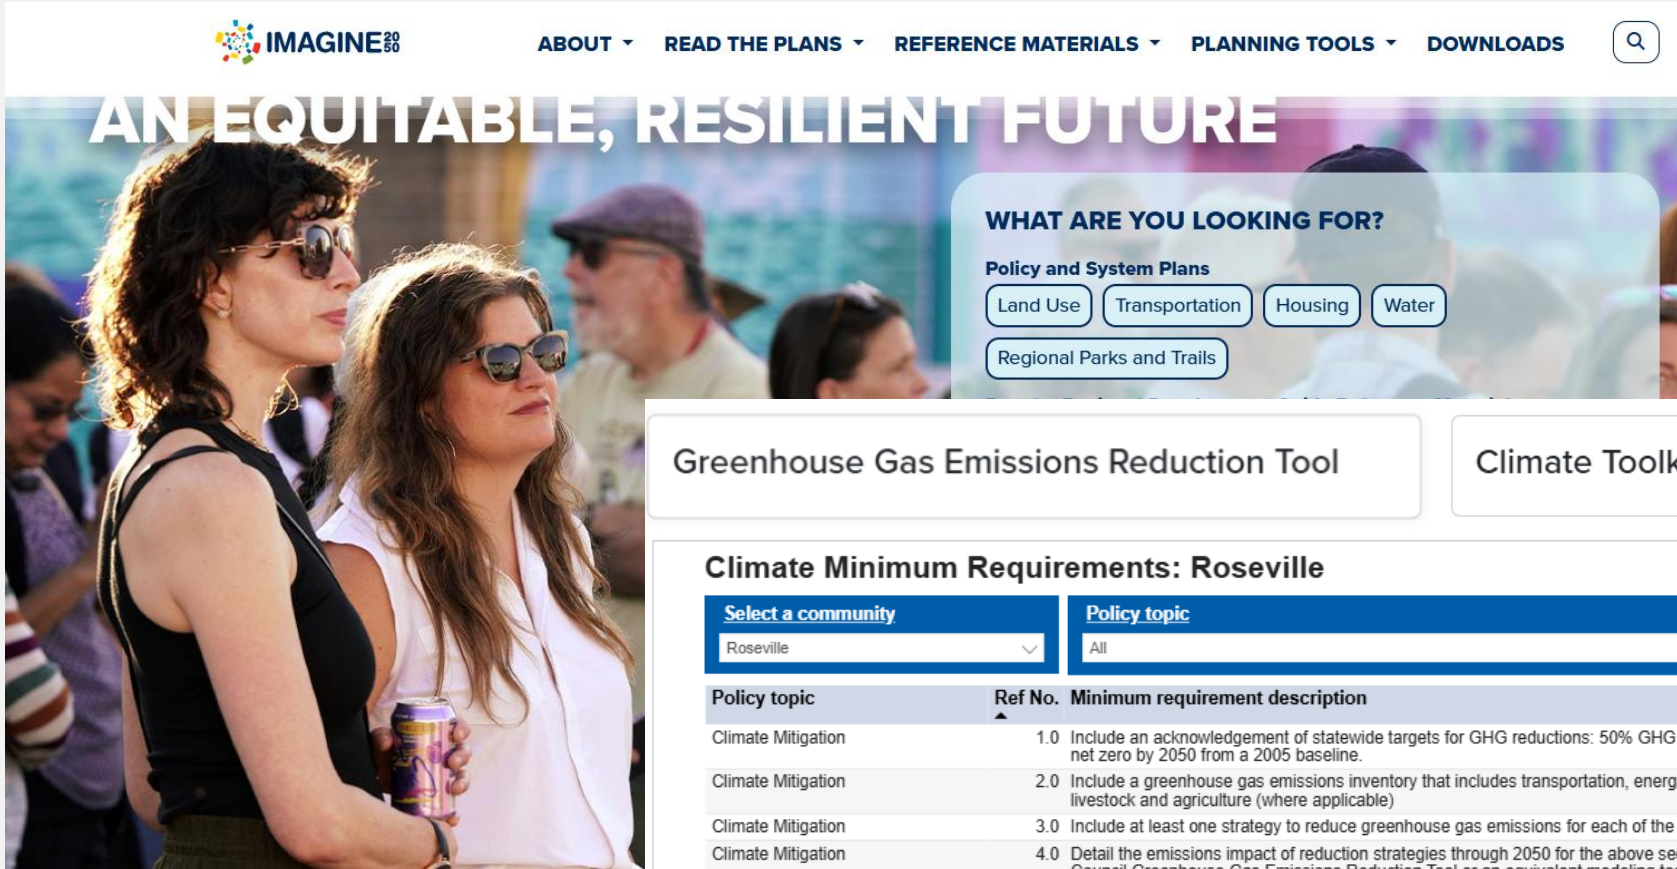 IMAGINE 2050
ABOUT
READ THE PLANS
REFERENCE MATERIALS
PLANNING TOOLS
DOWNLOADS
AN EQUITABLE, RESILIENT FUTURE
WHAT ARE YOU LOOKING FOR?
Policy and System Plans
Land Use
Transportation
Housing
Water
Regional Parks and Trails
Greenhouse Gas Emissions Reduction Tool
Climate
Climate Minimum Requirements: Roseville
Select a community
Roseville
Policy topic
All
Policy topic Ref No. Minimum requirement description
Climate Mitigation 1.0 Include an acknowledgement of statewide targets for GHG reductions: 50% GHG
net zero by 2050 from a 2005 baseline.
Climate Mitigation 2.0 Include a greenhouse gas emissions inventory that includes transportation,
livestock and agriculture (where applicable)
Climate Mitigation 3.0 Include at least one strategy to reduce greenhouse gas emissions for each of the
Climate Mitigation 4.0 Detail the emissions impact of reduction strategies through 2050 for the above